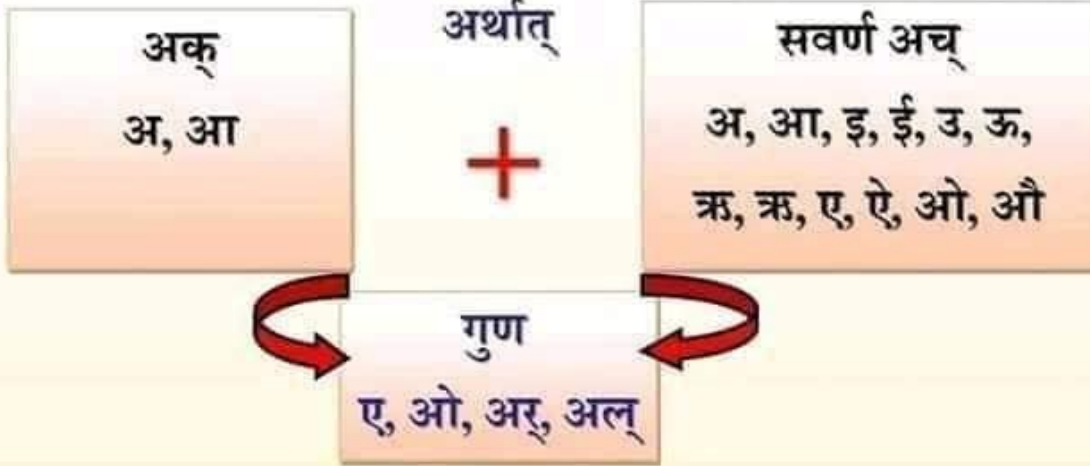 अक्
अ, आ
अर्थात्
+
सवर्ण अच्
अ, आ, इ, ई, उ, ऊ,
ऋ, ऋ, ए, ऐ, ओ, औ
गुण
ए, ओ, अर्, अल्